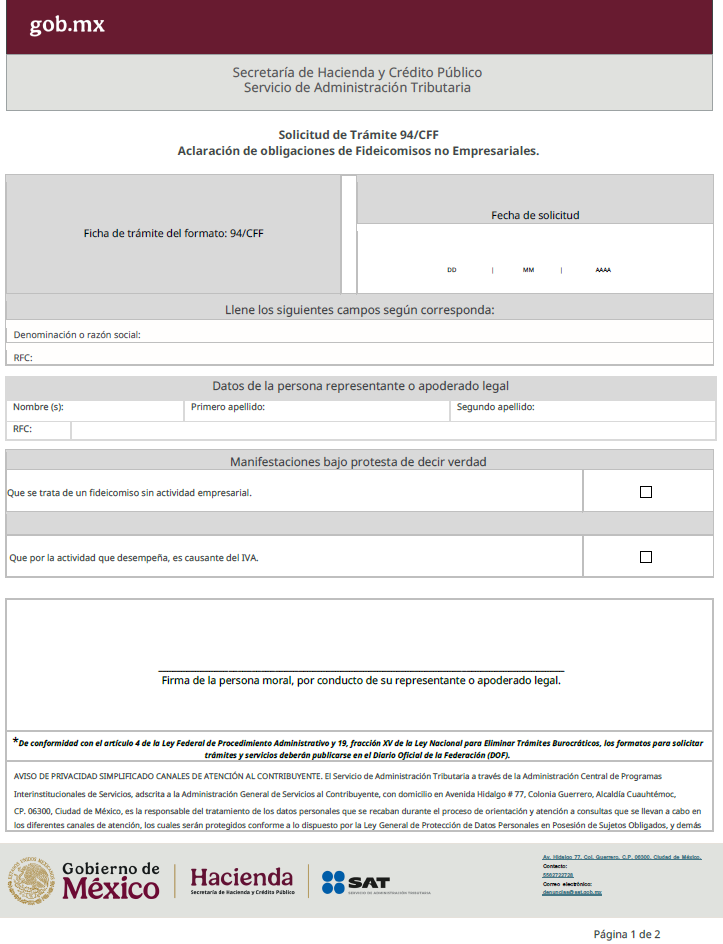 gob.mx
Secretaría de Hacienda y Crédito Público
Servicio de Administración Tributaria
Solicitud de Trámite 94/CFF
Aclaración de obligaciones de Fideicomisos no Empresariales.
Ficha de trámite del formato: 94/CFF
Fecha de solicitud
DD | MM | AAAA
Llene los siguientes campos según corresponda:
Denominación o razón social:
RFC:
Datos de la persona representante o apoderado legal
Nombre (s): Primero apellido: Segundo apellido:
RFC:
Manifestaciones bajo protesta de decir verdad
Que se trata de un fideicomiso sin actividad empresarial.
Que por la actividad que desempeña, es causante del IVA.
Firma de la persona moral, por conducto de su representante o apoderado legal.
*De conformidad con el artículo 4 de la Ley Federal de Procedimiento Administrativo y 19, fracción XV de la Ley Nacional para Eliminar Trámites Burocráticos, los formatos para solicitar
trámites y servicios deberán publicarse en el Diario Oficial de la Federación (DOF).
AVISO DE PRIVACIDAD SIMPLIFICADO CANALES DE ATENCIÓN AL CONTRIBUYENTE. El Servicio de Administración Tributaria a través de la Administración Central de Programas
Interinstitucionales de Servicios, adscrita a la Administración General de Servicios al Contribuyente, con domicilio en Avenida Hidalgo # 77, Colonia Guerrero, Alcaldía Cuauhtémoc,
CP. 06300, Ciudad de México, es la responsable del tratamiento de los datos personales que se recaban durante el proceso de orientación y atención a consultas que se llevan a cabo en
los diferentes canales de atención, los cuales serán protegidos conforme a lo dispuesto por la Ley General de Protección de Datos Personales en Posesión de Sujetos Obligados, y demás
Gobierno de
México
Hacienda
Secretaría de Hacienda y Crédito Público
SAT
SERVICIO DE ADMINISTRACIÓN TRIBUTARIA
Av. Hidalgo 77, Col. Guerrero, C.P. 06300, Ciudad de México.
Contacto:
5562722728
Correo electrónico:
denuncias@sat.gob.mx
Página 1 de 2